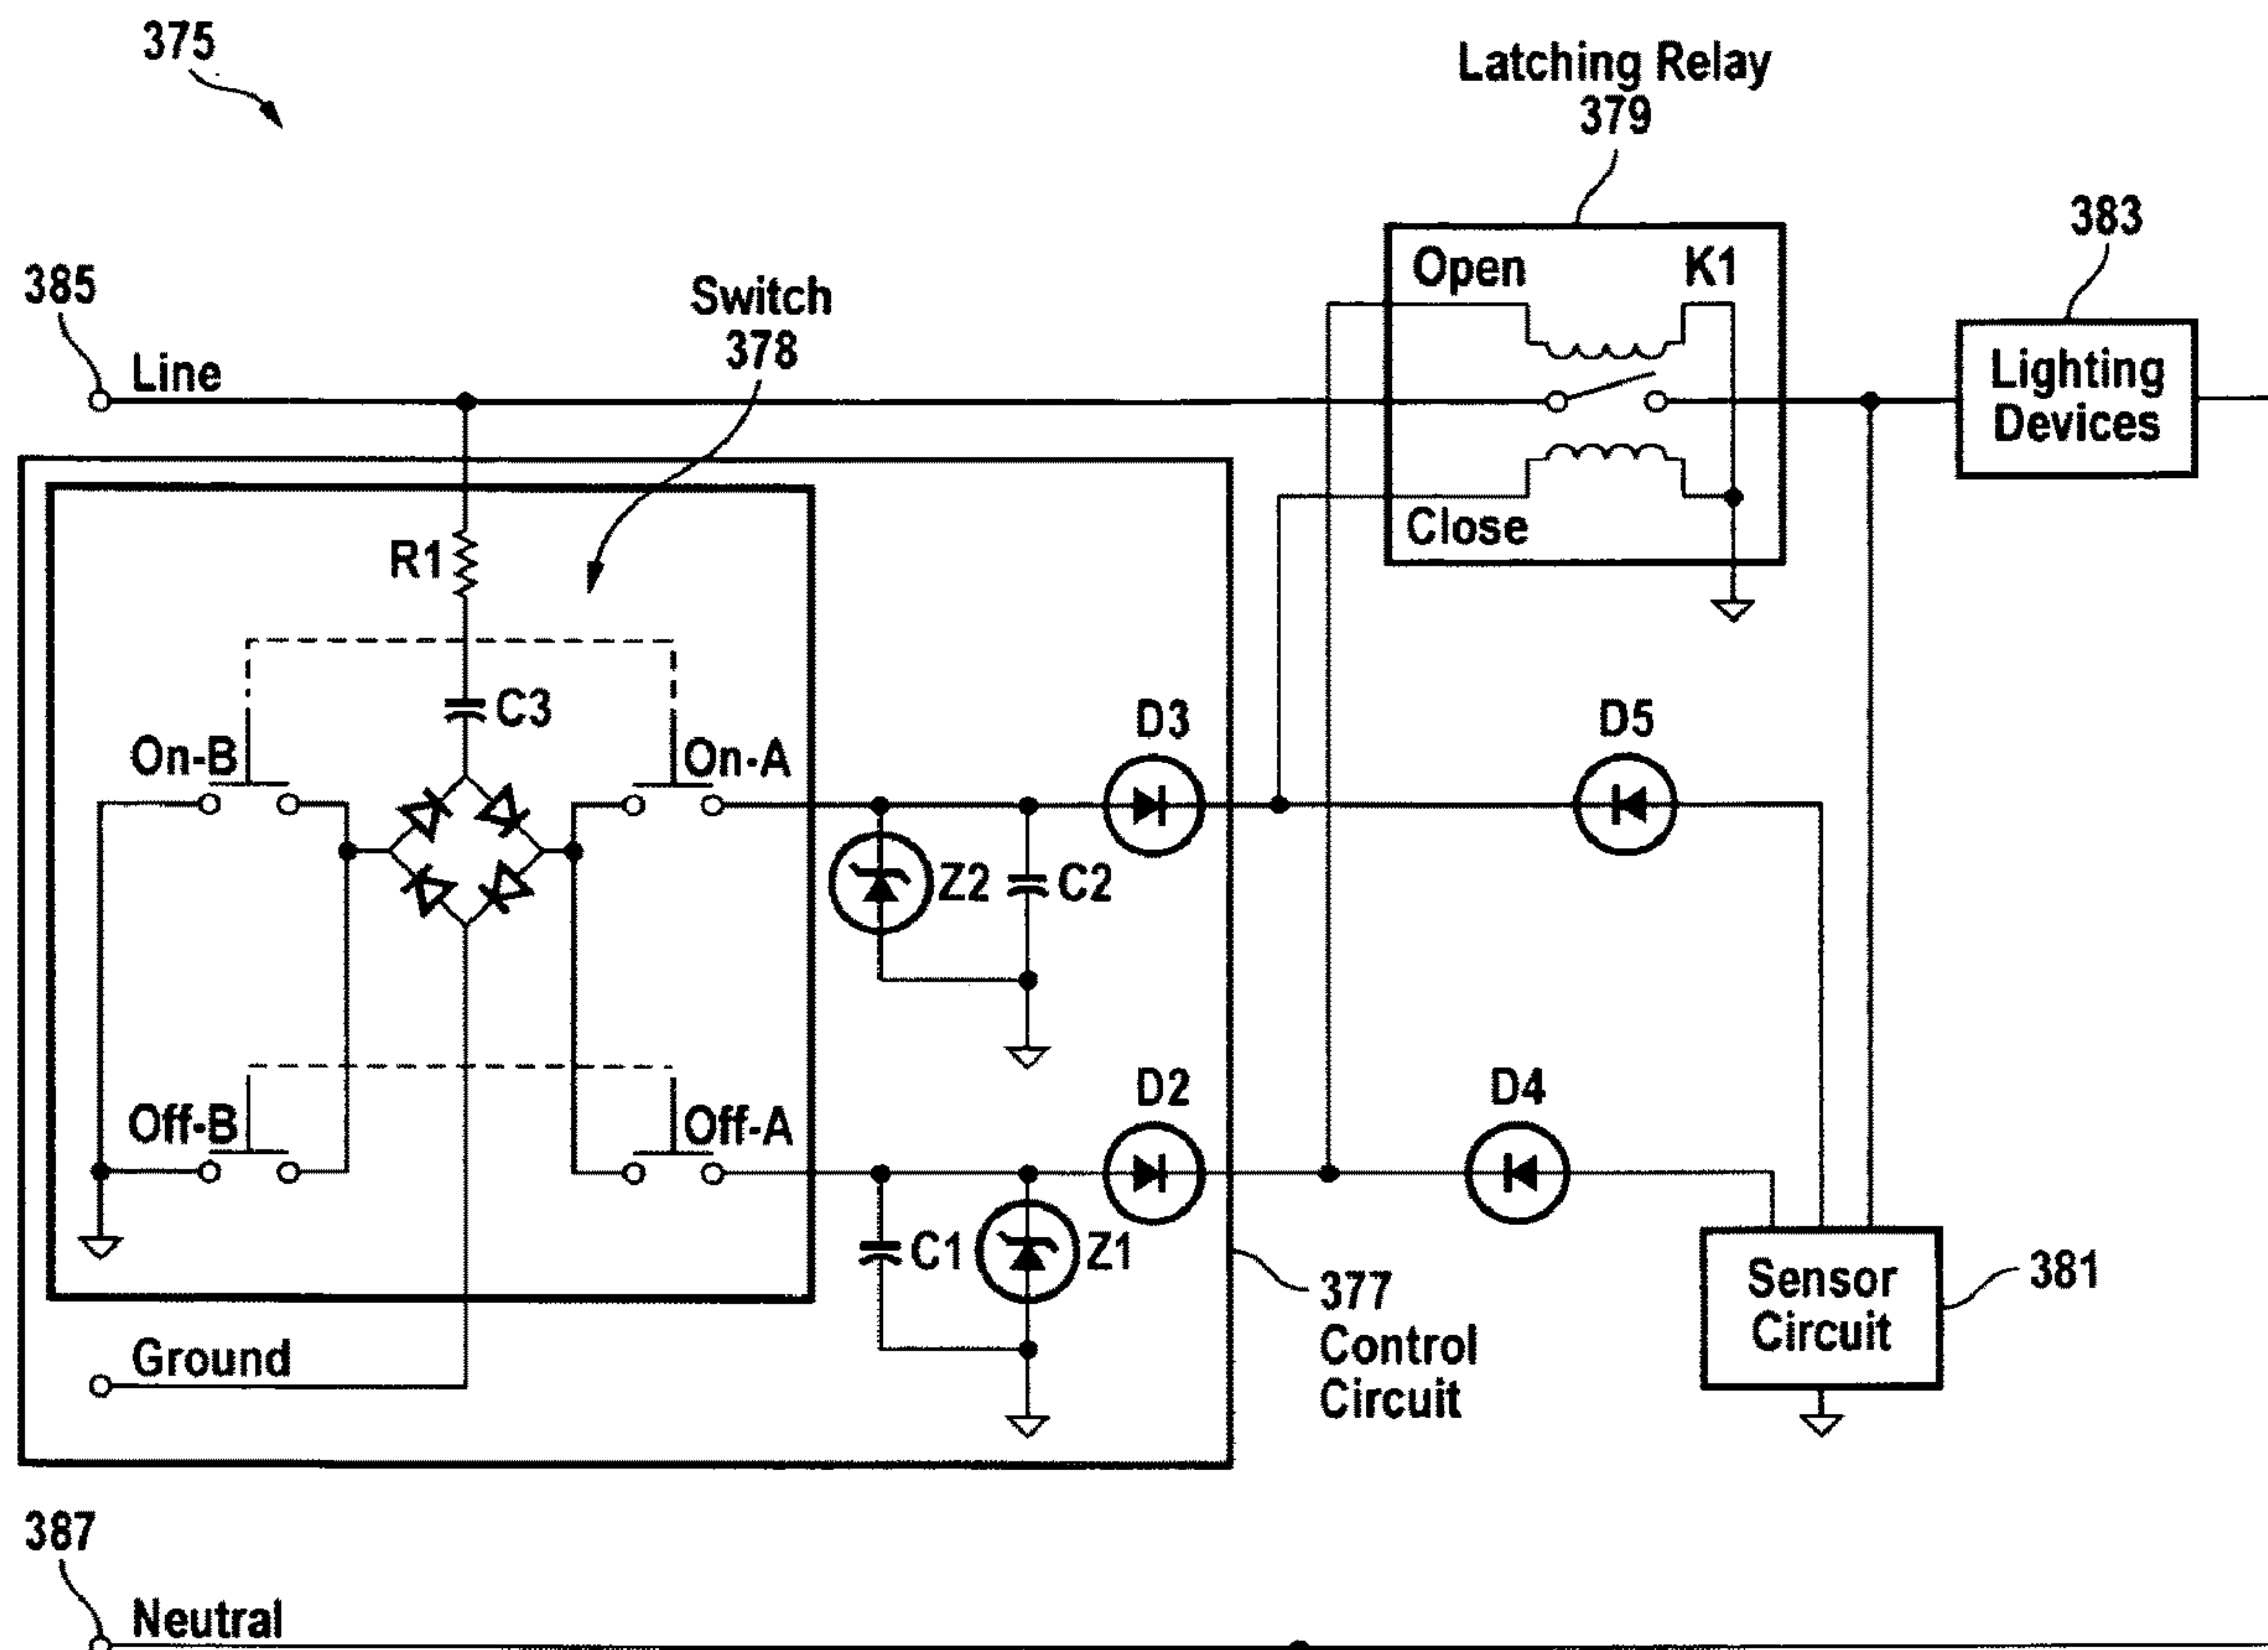 375
Latching Relay
379
383
385
Line
Switch
378
Open
K1
Lighting
Devices
Close
R1
C3
On-B
On-A
D3
D5
Z2
C2
Off-B
Off-A
D2
D4
C1
Z1
377
Control
Circuit
Sensor
Circuit
381
Ground
387
Neutral